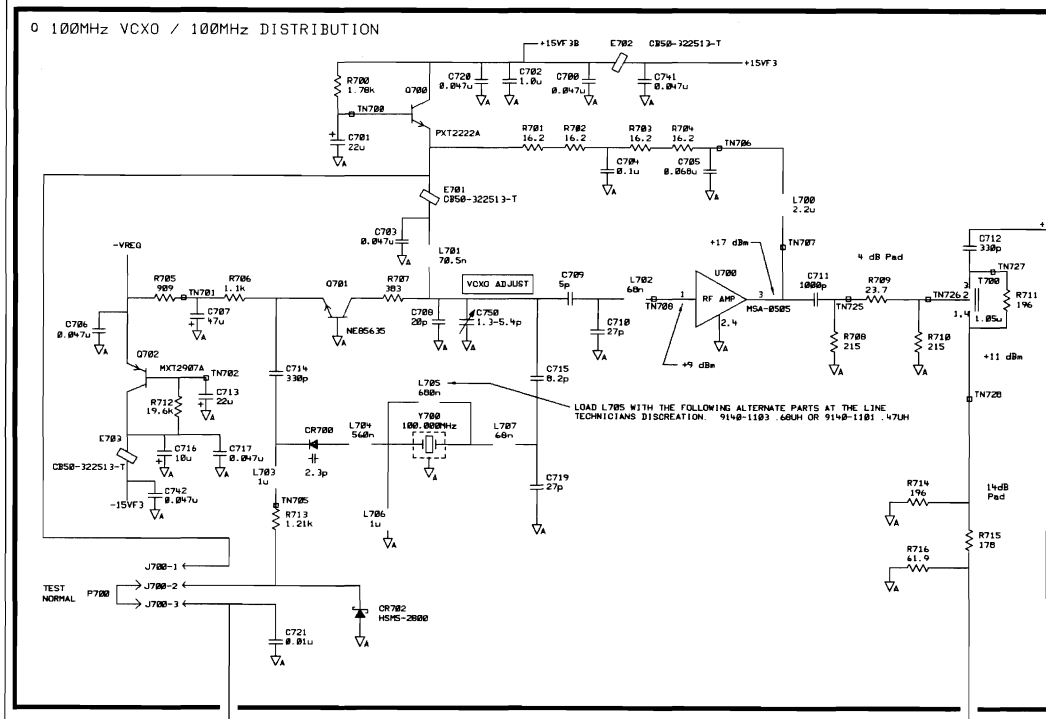 Q 100MHz VCXO / 100MHz DISTRIBUTION
+15VF3B
E702
CB50-322513-T
+15VF3
R700
1.78k
Q700
C720
0.047u
C702
1.0u
C700
0.047u
C741
0.047u
TN700
PXT2222A
+ C701
22u
R701
16.2
R702
16.2
R703
16.2
R704
16.2
TN706
C704
0.1u
C705
0.068u
E701
CB50-322513-T
L700
2.2u
-VREG
C703
0.047u
L701
70.5n
+17 dBm
TN707
4 dB Pad
C712
330p
+
R705
909
TN701
R706
1.1k
Q701
R707
383
VCXO ADJUST
C709
5p
L702
68n
U700
C711
1000p
R709
23.7
TN727
T700
R711
196
TN708
1
RF AMP
3
TN725
TN726
3
2
1,4
1.05u
C706
0.047u
C707
47u
+
NE85635
C708
20p
C750
1.3-5.4p
C710
27p
2,4
A
R708
215
R710
215
+11 dBm
Q702
MXT2907A
TN702
C714
330p
+9 dBm
L705
680n
C715
8.2p
TN728
R712
19.6k
C713
22u
+
LOAD L705 WITH THE FOLLOWING ALTERNATE PARTS AT THE LINE
TECHNICIANS DISCREATION. 9140-1103 .68UH OR 9140-1101 .47UH
E703
CB50-322513-T
C716
10u
+
C717
0.047u
CR700
2.3p
L704
560n
Y700
100.000MHz
L707
68n
L703
1u
C719
27p
C742
0.047u
-15VF3
TN705
L706
1u
R713
1.21k
R714
196
14dB
Pad
R715
178
R716
61.9
J700-1
TEST
NORMAL
P700
J700-2
J700-3
CR702
HSMS-2800
C721
0.01u